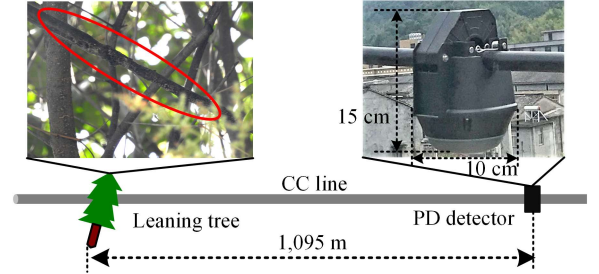 15 cm
10 cm
CC line
Leaning tree
PD detector
1,095 m